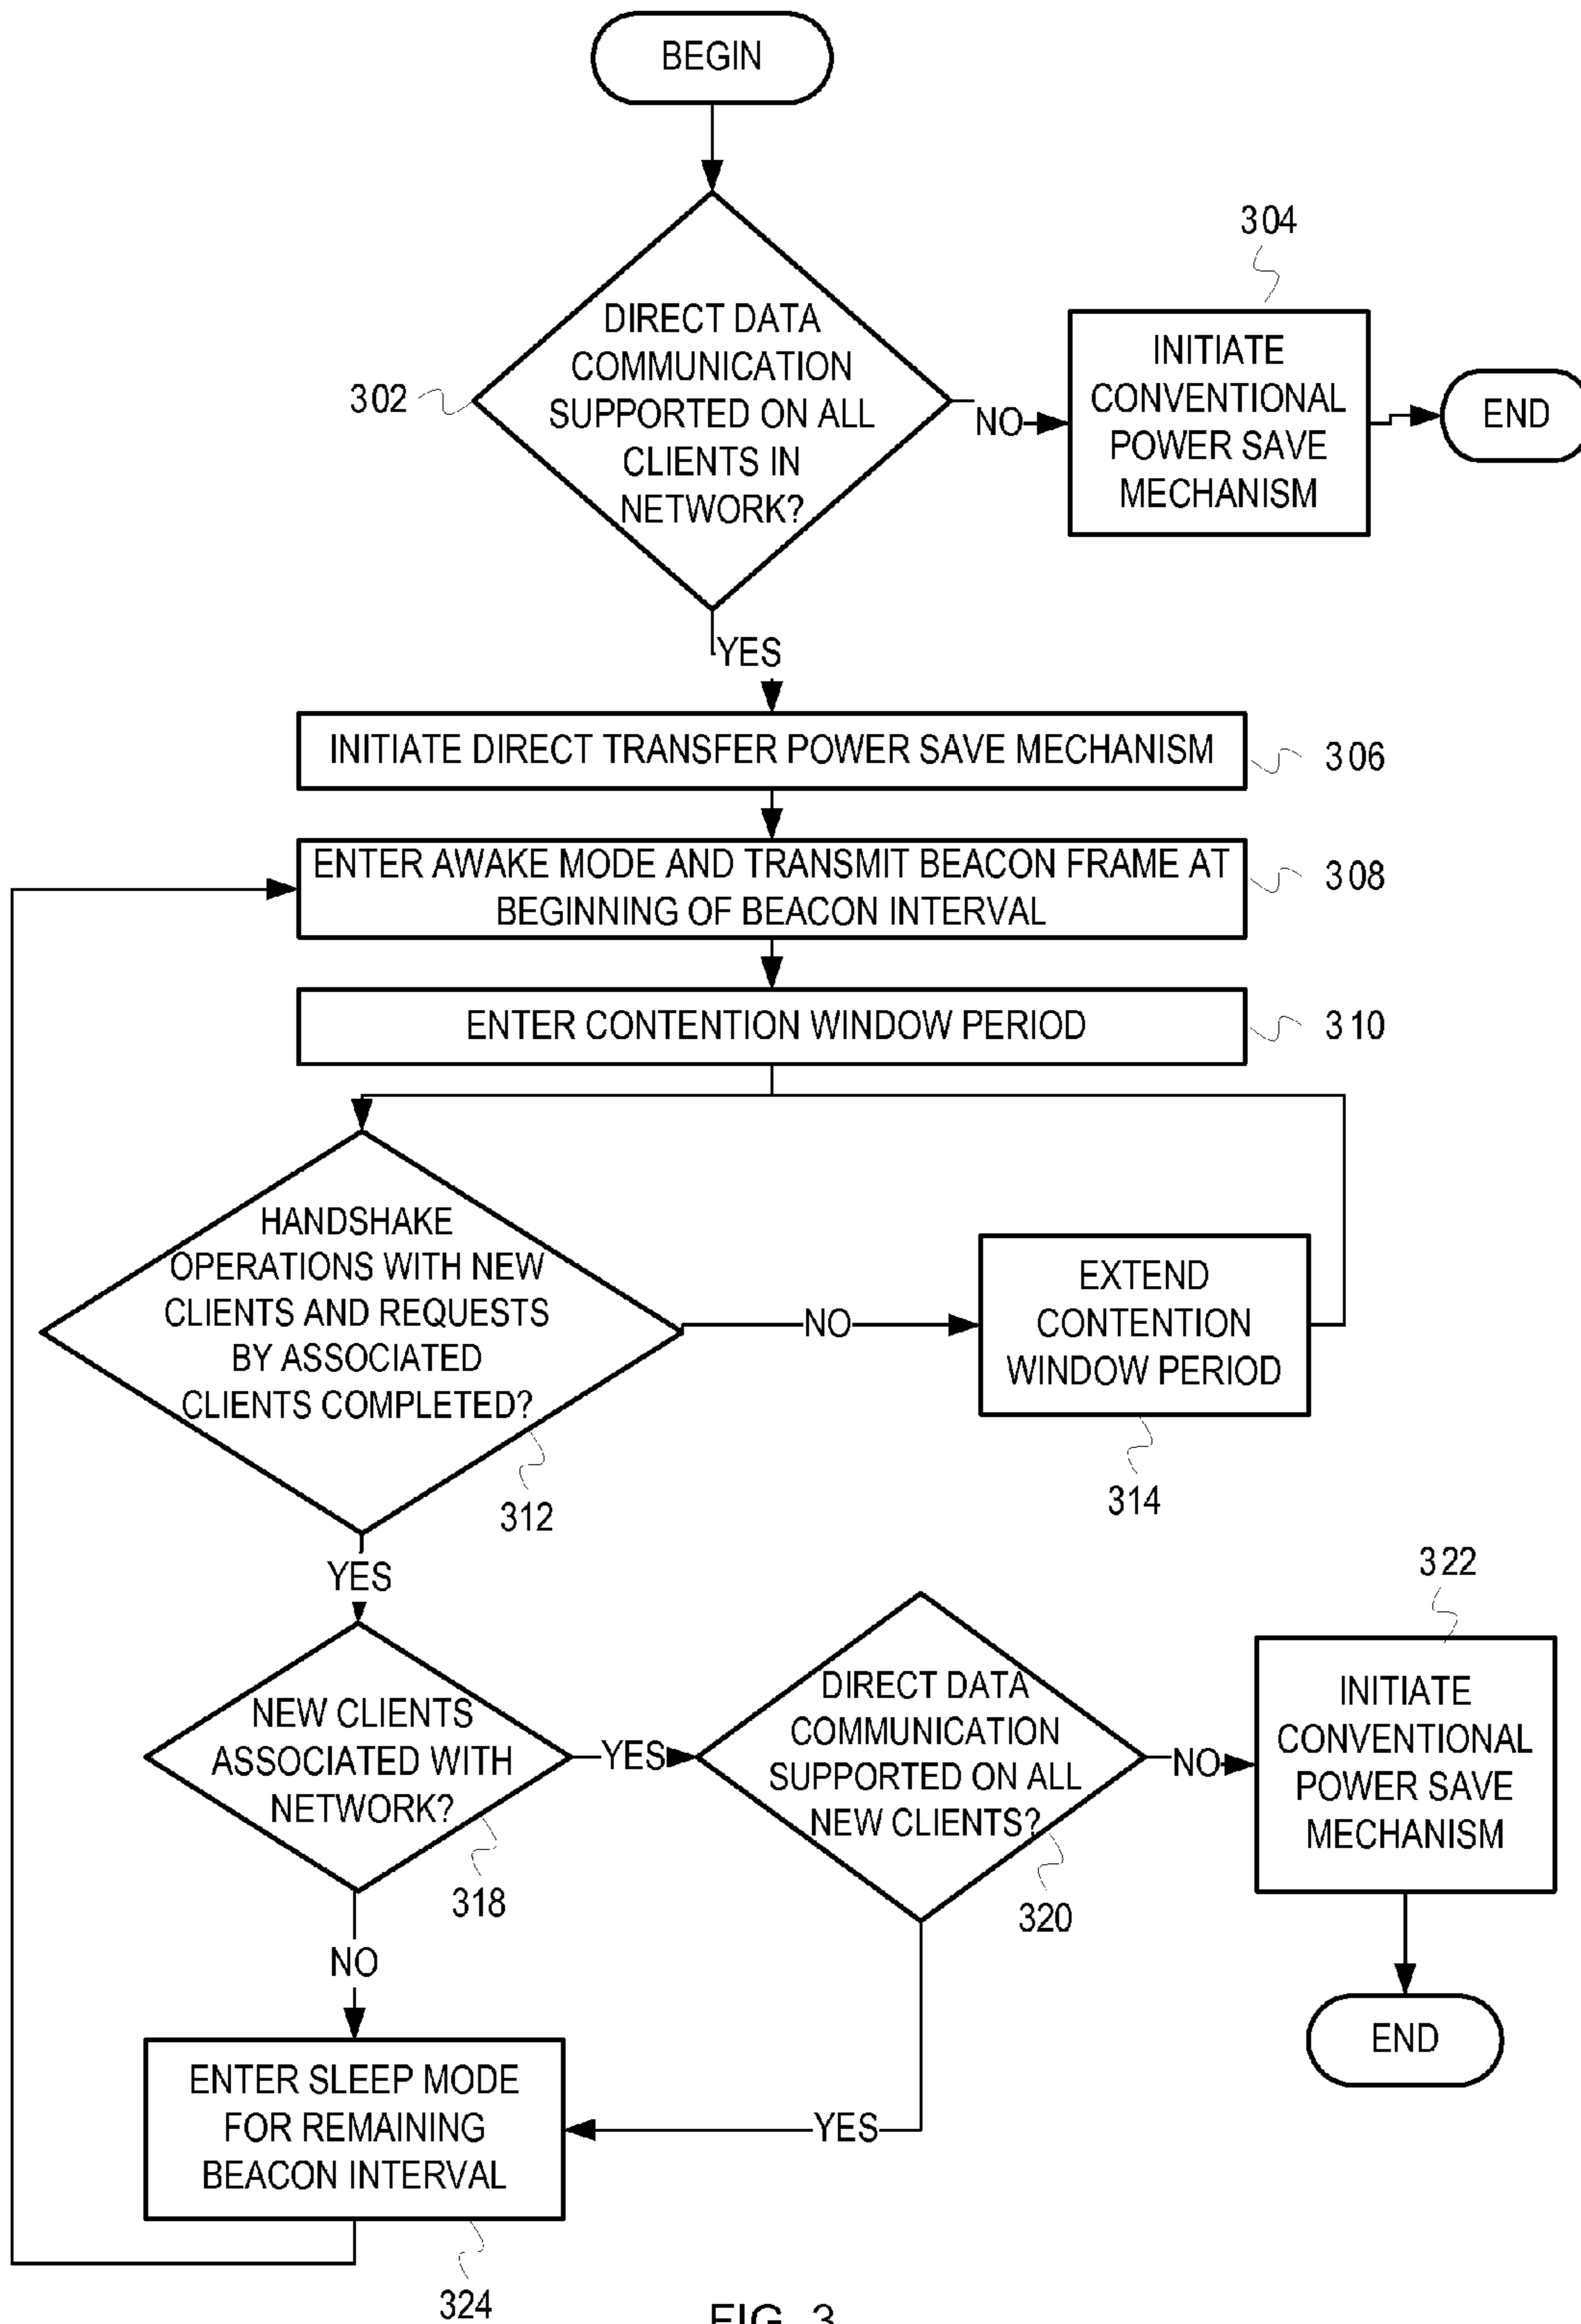 BEGIN
304
DIRECT DATA
COMMUNICATION
SUPPORTED ON ALL
CLIENTS IN
NETWORK?
302
NO
INITIATE
CONVENTIONAL
POWER SAVE
MECHANISM
END
YES
INITIATE DIRECT TRANSFER POWER SAVE MECHANISM
306
ENTER AWAKE MODE AND TRANSMIT BEACON FRAME AT
BEGINNING OF BEACON INTERVAL
308
ENTER CONTENTION WINDOW PERIOD
310
HANDSHAKE
OPERATIONS WITH NEW
CLIENTS AND REQUESTS
BY ASSOCIATED
CLIENTS COMPLETED?
312
NO
EXTEND
CONTENTION
WINDOW PERIOD
314
YES
NEW CLIENTS
ASSOCIATED WITH
NETWORK?
318
YES
DIRECT DATA
COMMUNICATION
SUPPORTED ON ALL
NEW CLIENTS?
320
NO
322
INITIATE
CONVENTIONAL
POWER SAVE
MECHANISM
END
NO
YES
ENTER SLEEP MODE
FOR REMAINING
BEACON INTERVAL
324
FIG. 3